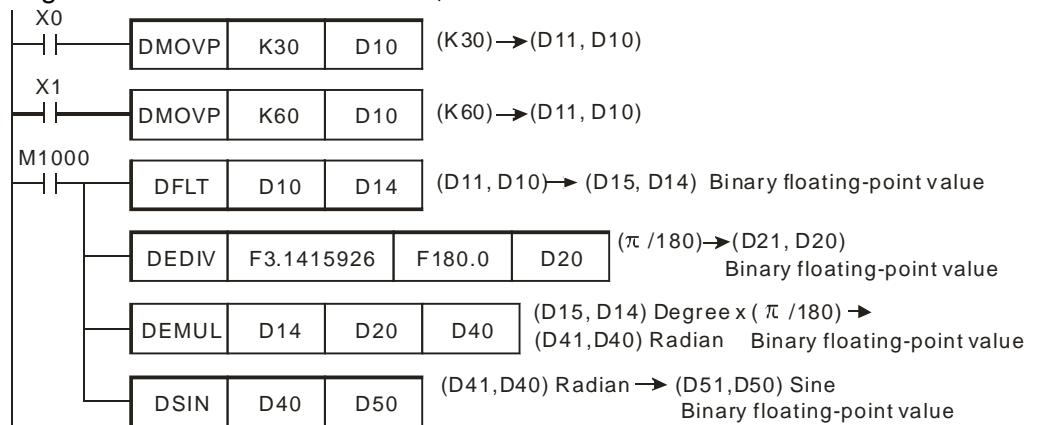 X0
DMOVP K30 D10 (K30)→(D11, D10)
X1
DMOVP K60 D10 (K60)→(D11, D10)
M1000
DFLT D10 D14 (D11, D10)→ (D15, D14) Binary floating-point value
DEDIV F3.1415926 F180.0 D20 (π /180)→(D21, D20)
Binary floating-point value
DEMUL D14 D20 D40 (D15, D14) Degree x ( π /180) →
(D41,D40) Radian Binary floating-point value
DSIN D40 D50 (D41,D40) Radian → (D51,D50) Sine
Binary floating-point value